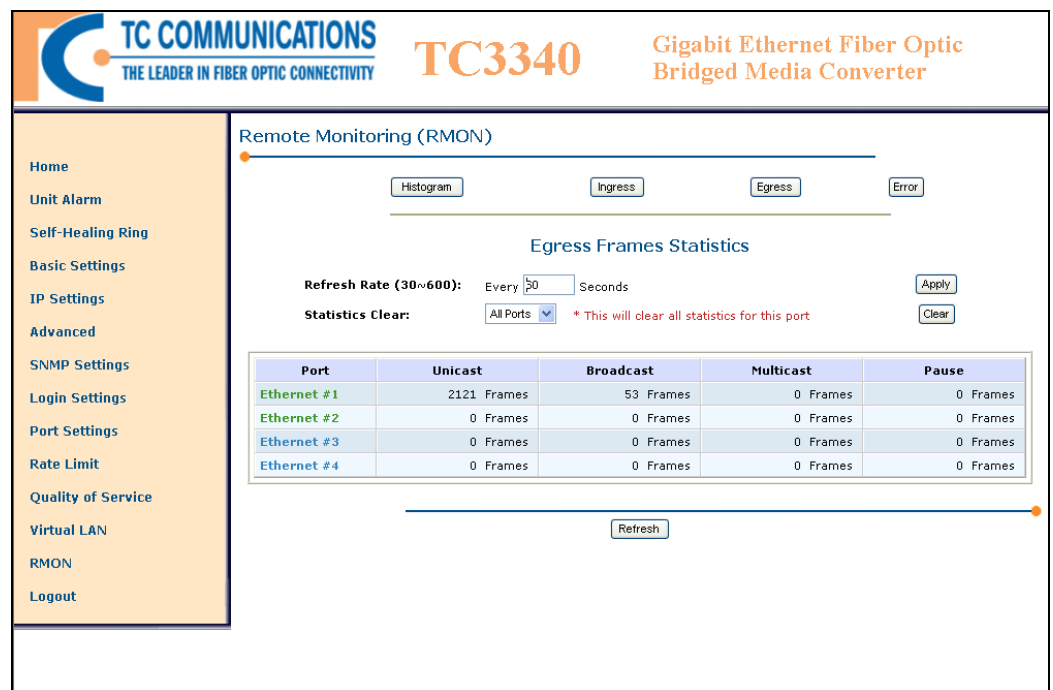 TC COMMUNICATIONS
THE LEADER IN FIBER OPTIC CONNECTIVITY
TC3340
Gigabit Ethernet Fiber Optic
Bridged Media Converter
Home
Unit Alarm
Self-Healing Ring
Basic Settings
IP Settings
Advanced
SNMP Settings
Login Settings
Port Settings
Rate Limit
Quality of Service
Virtual LAN
RMON
Logout
Remote Monitoring (RMON)
Histogram Ingress Egress Error
Egress Frames Statistics
Refresh Rate (30~600): Every 30 Seconds Apply
Statistics Clear: All Ports * This will clear all statistics for this port Clear
Port Unicast Broadcast Multicast Pause
Ethernet #1 2121 Frames 53 Frames 0 Frames 0 Frames
Ethernet #2 0 Frames 0 Frames 0 Frames 0 Frames
Ethernet #3 0 Frames 0 Frames 0 Frames 0 Frames
Ethernet #4 0 Frames 0 Frames 0 Frames 0 Frames
Refresh